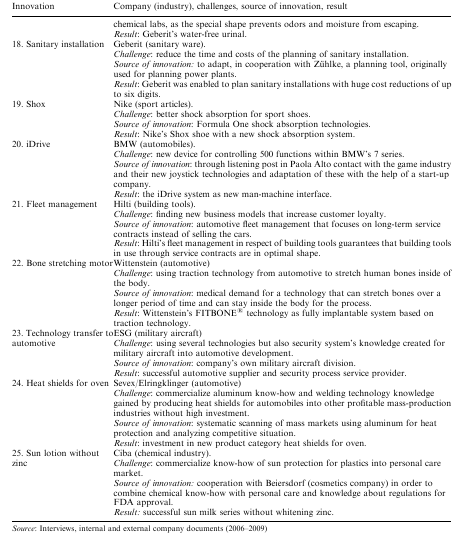 Innovation Company (industry), challenges, source of innovation, result
chemical labs, as the special shape prevents odors and moisture from escaping.
Result: Geberit's water-free urinal.
18. Sanitary installation Geberit (sanitary ware).
Challenge: reduce the time and costs of the planning of sanitary installation.
Source of innovation: to adapt, in cooperation with Zühlke, a planning tool, originally
used for planning power plants.
Result: Geberit was enabled to plan sanitary installation with huge cost reductions of up
to six digits.
19. Shox Nike (sport articles).
Challenge: better shock absorption for sport shoes.
Source of innovation: Formula One shock absorption technologies.
Result: Nike's Shox shoe with a new shock absorption system.
20. iDrive BMW (automobiles).
Challenge: new device for controlling 500 functions within BMW's 7 series.
Source of innovation: through listening post in Paola Alto contact with the game industry
and their new joystick technologies and adaptation of these with the help of a start-up
company.
Result: the iDrive system as new man-machine interface.
21. Fleet management Hilti (building tools).
Challenge: finding new business models that increase customer loyalty.
Source of innovation: automotive fleet management that focuses on long-term service
contracts instead of selling the cars.
Result: Hilti's fleet management in respect of building tools guarantees that building tools
in use through service contracts are in optimal shape.
22. Bone stretching motor Wittenstein (automotive)
Challenge: using traction technology from automotive to stretch human bones inside of
the body.
Source of innovation: medical demand for a technology that can stretch bones over a
longer period of time and can stay inside the body for the process.
Result: Wittenstein's FITBONE® technology as fully implantable system based on
traction technology.
23. Technology transfer to ESG (military aircraft)
automotive Challenge: using several technologies but also security system's knowledge created for
military aircraft into automotive development.
Source of innovation: company's own military aircraft division.
Result: successful automotive supplier and security process service provider.
24. Heat shields for oven Sevex/Elringklinger (automotive)
Challenge: commercialize aluminum know-how and welding technology knowledge
gained by producing heat shields for automobiles into other profitable mass-production
industries without high investment.
Source of innovation: systematic scanning of mass markets using aluminum for heat
protection and analyzing competitive situation.
Result: investment in new product category heat shields for oven.
25. Sun lotion without Ciba (chemical industry).
zinc Challenge: commercialize know-how of sun protection for plastics into personal care
market.
Source of innovation: cooperation with Beiersdorf (cosmetics company) in order to
combine chemical know-how with personal care and knowledge about regulations for
FDA approval.
Result: successful sun milk series without whitening zinc.
Source: Interviews, internal and external company documents (2006–2009)